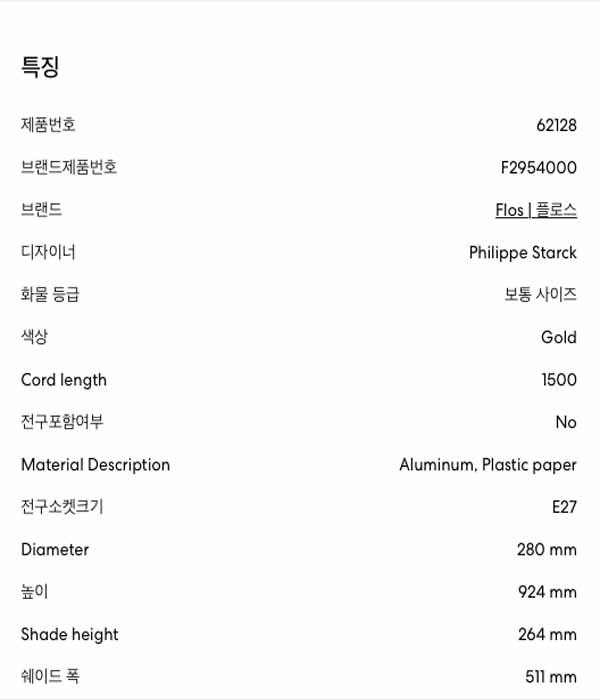 특징
제품번호 62128
브랜드제품번호 F2954000
브랜드 Flos | 플로스
디자이너 Philippe Starck
화물 등급 보통 사이즈
색상 Gold
Cord length 1500
전구포함여부 No
Material Description Aluminum, Plastic paper
전구소켓크기 E27
Diameter 280 mm
높이 924 mm
Shade height 264 mm
쉐이드 폭 511 mm